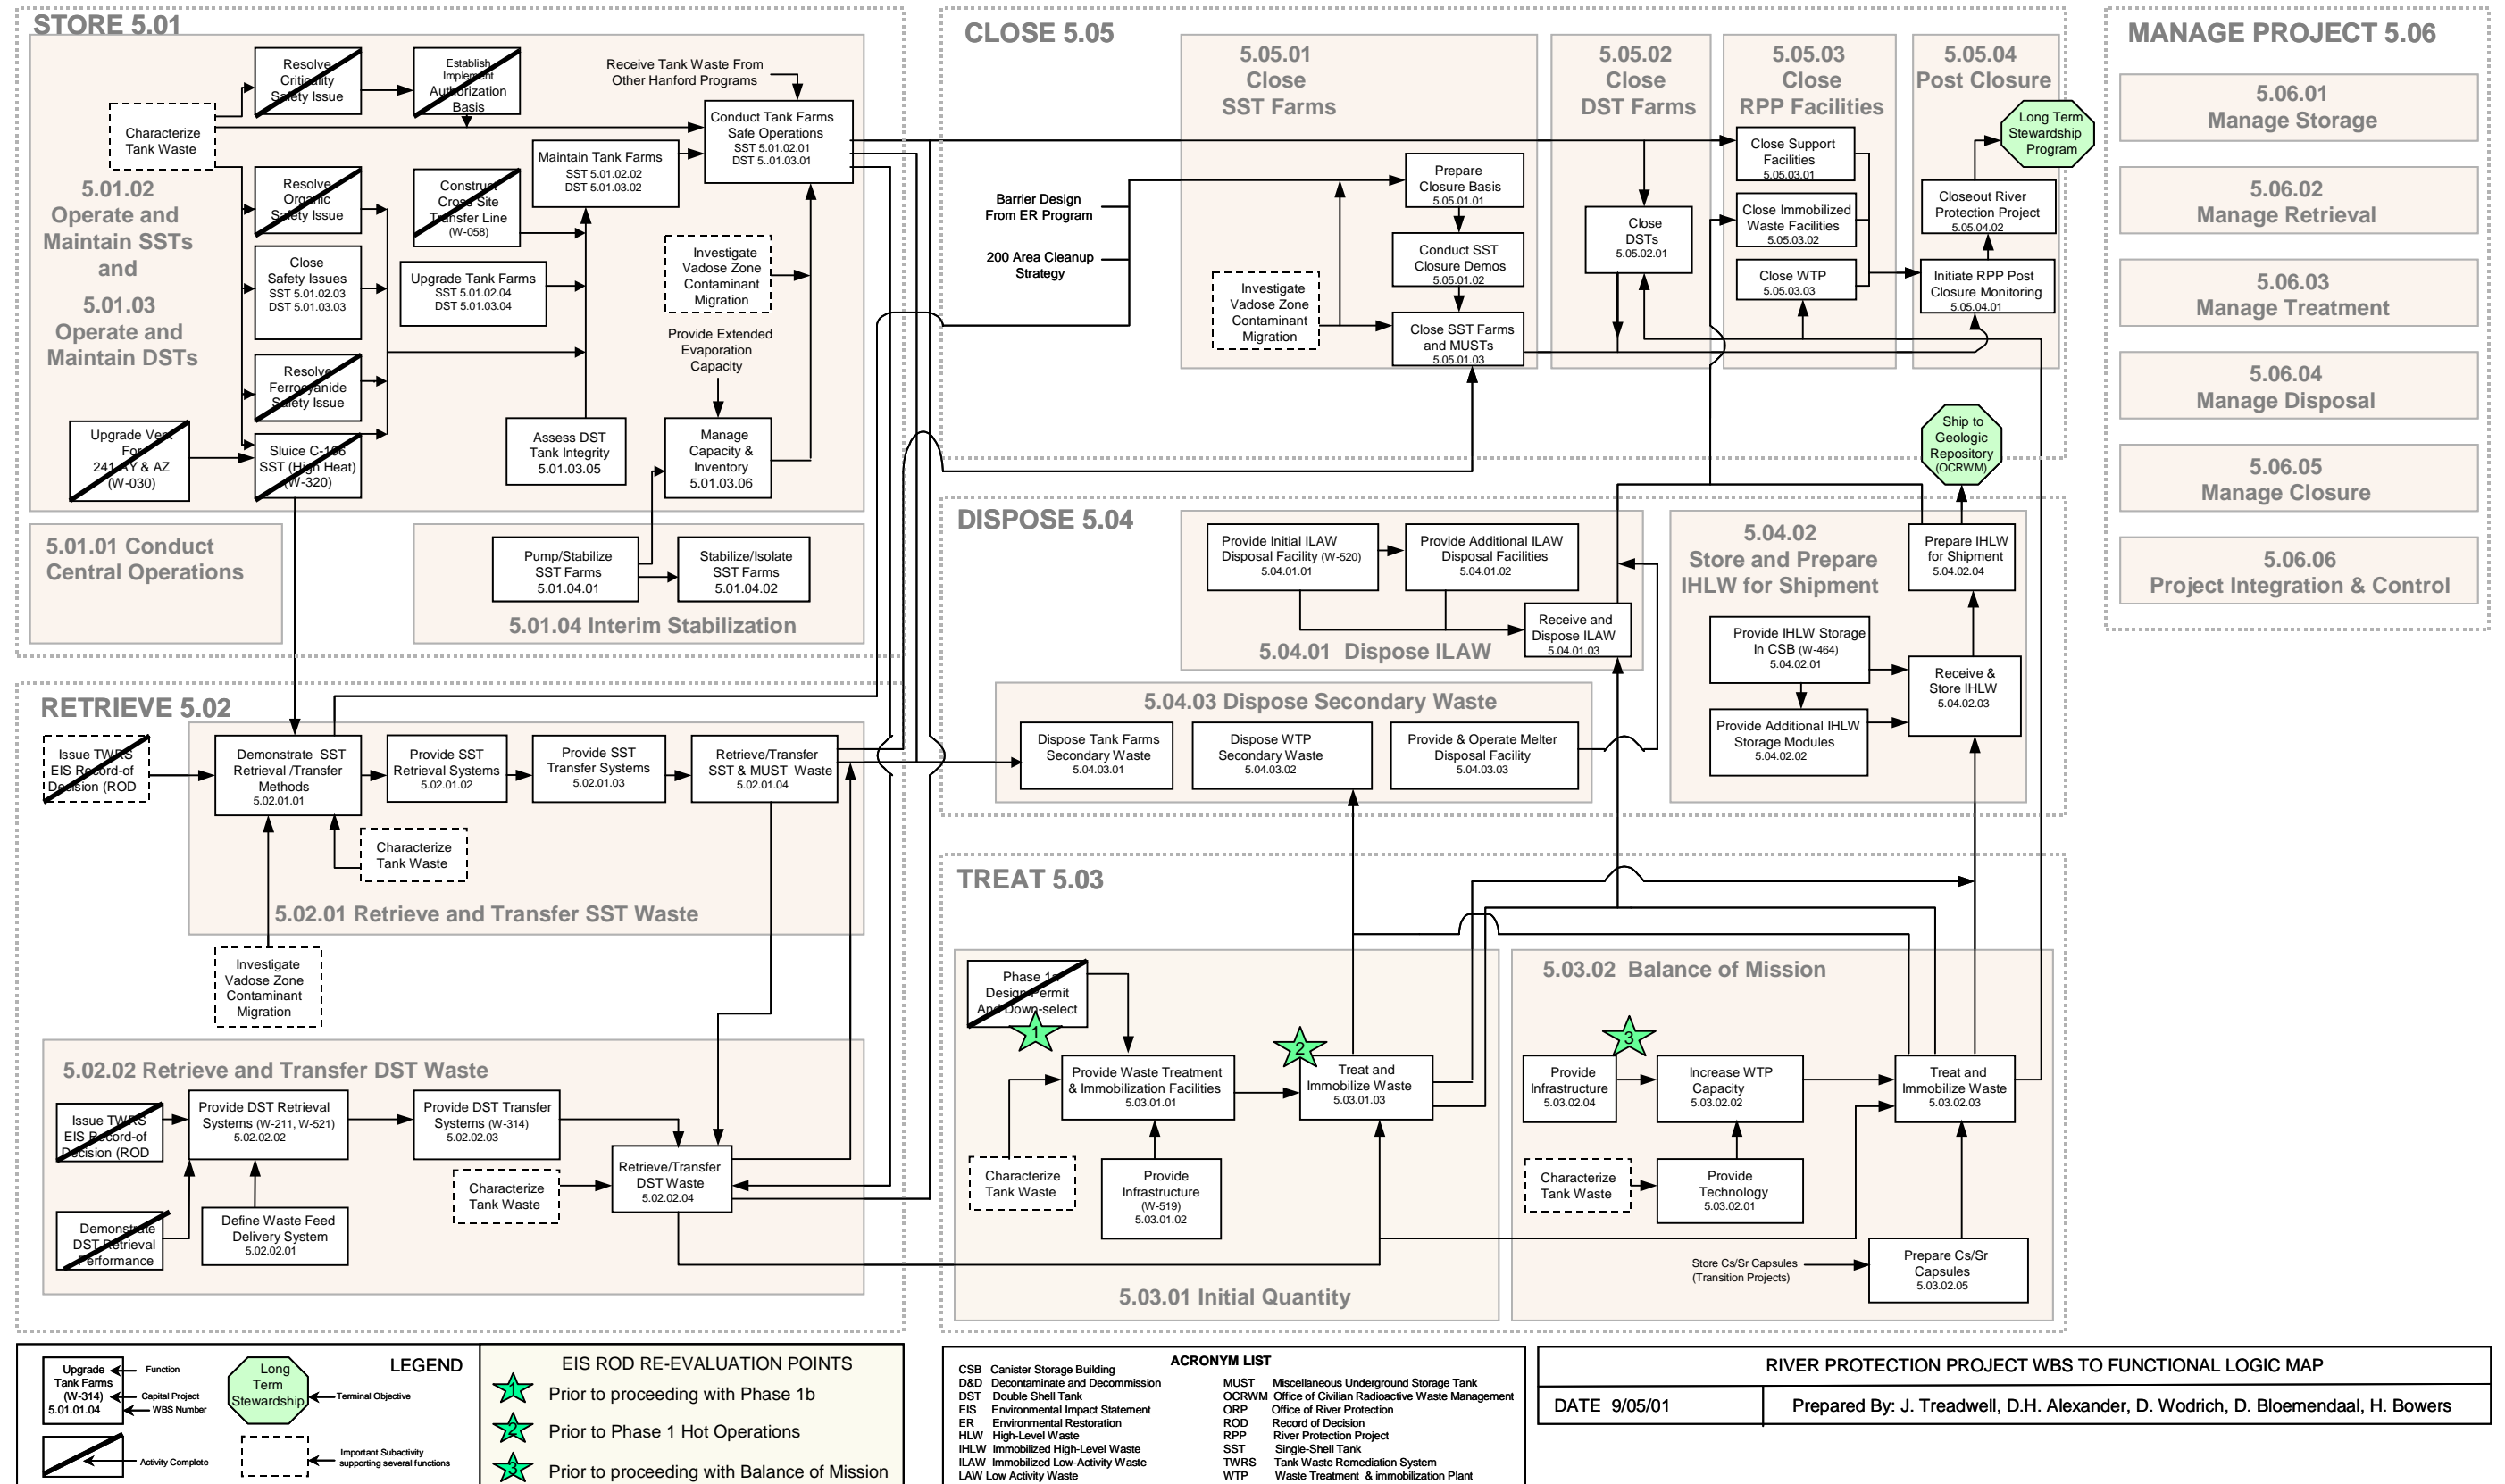 STORE 5.01
Resolve
Criticality
Safety Issue
Establish
Implement
Authorization
Basis
Receive Tank Waste From
Other Hanford Programs
Characterize
Tank Waste
Conduct Tank Farms
Safe Operations
SST 5.01.02.01
DST 5..01.03.01
Maintain Tank Farms
SST 5.01.02.02
DST 5.01.03.02
5.01.02
Operate and
Maintain SSTs
and
5.01.03
Operate and
Maintain DSTs
Resolve
Organic
Safety Issue
Construct
Cross Site
Transfer Line
(W-058)
Close
Safety Issues
SST 5.01.02.03
DST 5.01.03.03
Upgrade Tank Farms
SST 5.01.02.04
DST 5.01.03.04
Investigate
Vadose Zone
Contaminant
Migration
Provide Extended
Evaporation
Capacity
Resolve
Ferrocyanide
Safety Issue
Upgrade Vent
For
241 AY & AZ
(W-030)
Sluice C-106
SST (High Heat)
(W-320)
Assess DST
Tank Integrity
5.01.03.05
Manage
Capacity &
Inventory
5.01.03.06
5.01.01 Conduct
Central Operations
Pump/Stabilize
SST Farms
5.01.04.01
Stabilize/Isolate
SST Farms
5.01.04.02
5.01.04 Interim Stabilization
RETRIEVE 5.02
Issue TWRS
EIS Record-of
Decision (ROD
Demonstrate SST
Retrieval /Transfer
Methods
5.02.01.01
Provide SST
Retrieval Systems
5.02.01.02
Provide SST
Transfer Systems
5.02.01.03
Retrieve/Transfer
SST & MUST Waste
5.02.01.04
Characterize
Tank Waste
5.02.01 Retrieve and Transfer SST Waste
Investigate
Vadose Zone
Contaminant
Migration
5.02.02 Retrieve and Transfer DST Waste
Issue TWRS
EIS Record-of
Decision (ROD
Provide DST Retrieval
Systems (W-211, W-521)
5.02.02.02
Provide DST Transfer
Systems (W-314)
5.02.02.03
Characterize
Tank Waste
Retrieve/Transfer
DST Waste
5.02.02.04
Demonstrate
DST Retrieval
Performance
Define Waste Feed
Delivery System
5.02.02.01
CLOSE 5.05
5.05.01
Close
SST Farms
5.05.02
Close
DST Farms
5.05.03
Close
RPP Facilities
5.05.04
Post Closure
Barrier Design
From ER Program
200 Area Cleanup
Strategy
Prepare
Closure Basis
5.05.01.01
Conduct SST
Closure Demos
5.05.01.02
Investigate
Vadose Zone
Contaminant
Migration
Close SST Farms
and MUSTs
5.05.01.03
Close
DSTs
5.05.02.01
Close Support
Facilities
5.05.03.01
Close Immobilized
Waste Facilities
5.05.03.02
Close WTP
5.05.03.03
Long Term
Stewardship
Program
Closeout River
Protection Project
5.05.04.02
Initiate RPP Post
Closure Monitoring
5.05.04.01
Ship to
Geologic
Repository
(OCRWM)
DISPOSE 5.04
Provide Initial ILAW
Disposal Facility (W-520)
5.04.01.01
Provide Additional ILAW
Disposal Facilities
5.04.01.02
Receive and
Dispose ILAW
5.04.01.03
5.04.01 Dispose ILAW
5.04.02
Store and Prepare
IHLW for Shipment
Prepare IHLW
for Shipment
5.04.02.04
Provide IHLW Storage
In CSB (W-464)
5.04.02.01
Receive &
Store IHLW
5.04.02.03
Provide Additional IHLW
Storage Modules
5.04.02.02
5.04.03 Dispose Secondary Waste
Dispose Tank Farms
Secondary Waste
5.04.03.01
Dispose WTP
Secondary Waste
5.04.03.02
Provide & Operate Melter
Disposal Facility
5.04.03.03
TREAT 5.03
Phase 1a
Design Permit
And Down-select
1
2
Provide Waste Treatment
& Immobilization Facilities
5.03.01.01
Treat and
Immobilize Waste
5.03.01.03
Characterize
Tank Waste
Provide
Infrastructure
(W-519)
5.03.01.02
5.03.01 Initial Quantity
5.03.02 Balance of Mission
3
Provide
Infrastructure
5.03.02.04
Increase WTP
Capacity
5.03.02.02
Treat and
Immobilize Waste
5.03.02.03
Characterize
Tank Waste
Provide
Technology
5.03.02.01
Store Cs/Sr Capsules
(Transition Projects)
Prepare Cs/Sr
Capsules
5.03.02.05
MANAGE PROJECT 5.06
5.06.01
Manage Storage
5.06.02
Manage Retrieval
5.06.03
Manage Treatment
5.06.04
Manage Disposal
5.06.05
Manage Closure
5.06.06
Project Integration & Control
LEGEND
Upgrade
Tank Farms
(W-314)
5.01.01.04
Function
Capital Project
WBS Number
Long
Term
Stewardship
Terminal Objective
Activity Complete
Important Subactivity
supporting several functions
EIS ROD RE-EVALUATION POINTS
1 Prior to proceeding with Phase 1b
2 Prior to Phase 1 Hot Operations
3 Prior to proceeding with Balance of Mission
ACRONYM LIST
CSB Canister Storage Building
D&D Decontaminate and Decommission
DST Double Shell Tank
EIS Environmental Impact Statement
ER Environmental Restoration
HLW High-Level Waste
IHLW Immobilized High-Level Waste
ILAW Immobilized Low-Activity Waste
LAW Low Activity Waste
MUST Miscellaneous Underground Storage Tank
OCRWM Office of Civilian Radioactive Waste Management
ORP Office of River Protection
ROD Record of Decision
RPP River Protection Project
SST Single-Shell Tank
TWRS Tank Waste Remediation System
WTP Waste Treatment & immobilization Plant
RIVER PROTECTION PROJECT WBS TO FUNCTIONAL LOGIC MAP
DATE 9/05/01
Prepared By: J. Treadwell, D.H. Alexander, D. Wodrich, D. Bloemendaal, H. Bowers